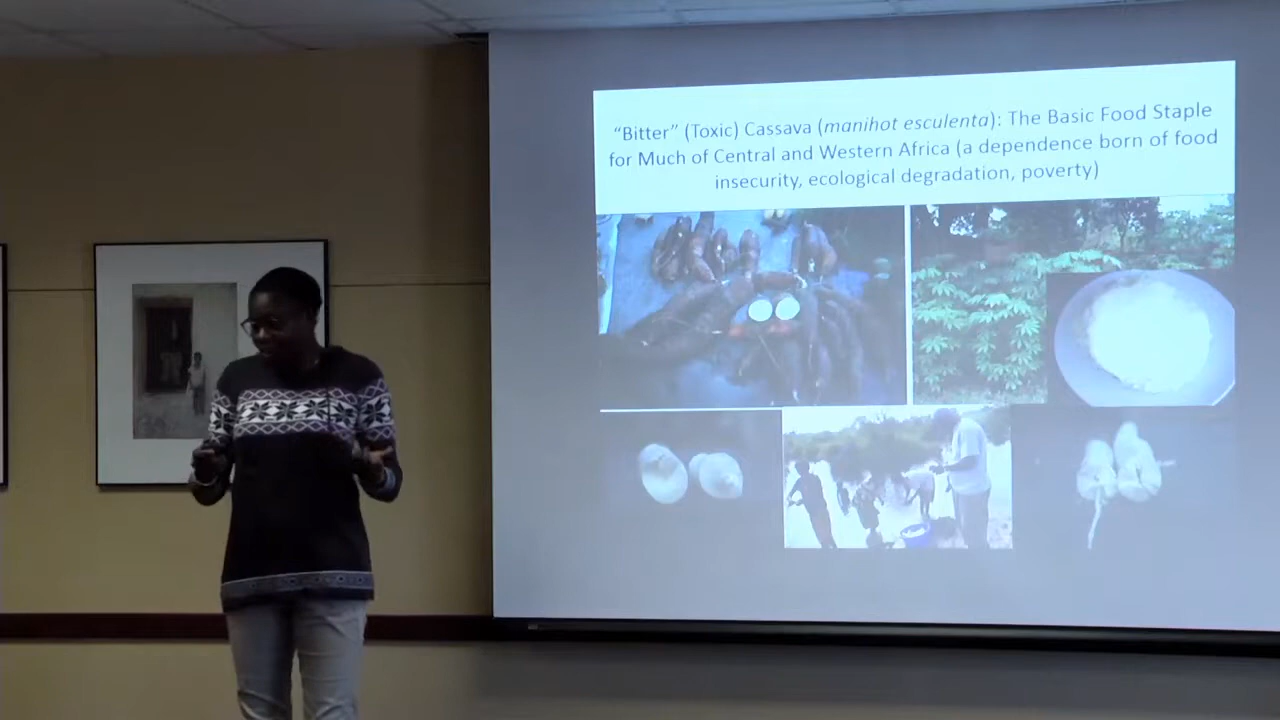 “Bitter” (Toxic) Cassava (manihot esculenta): The Basic Food Staple
for Much of Central and Western Africa (a dependence born of food
insecurity, ecological degradation, poverty)